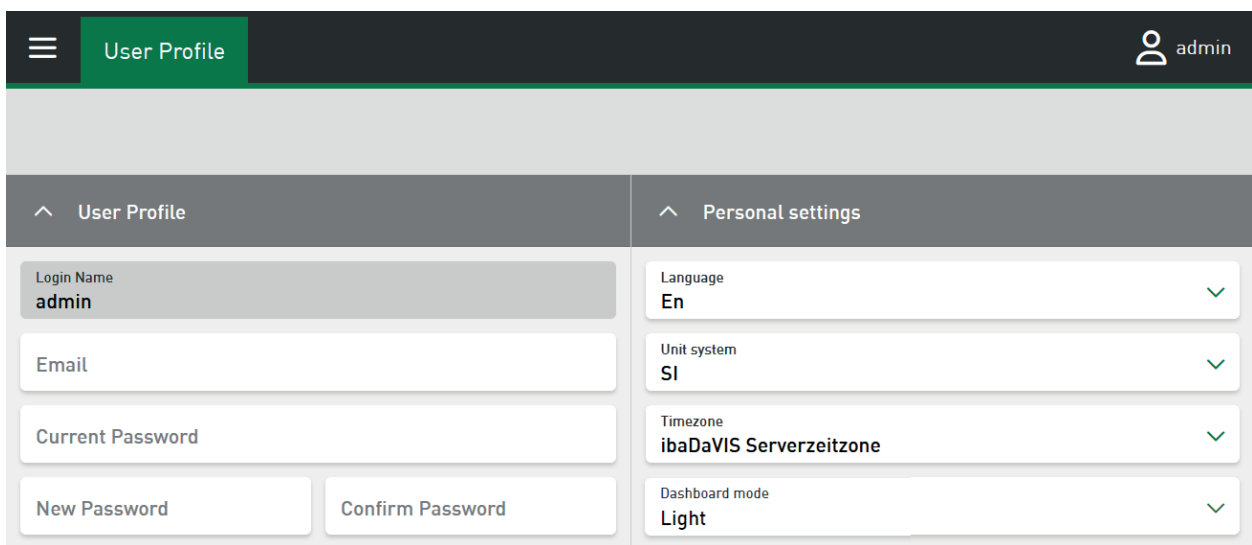 User Profile
admin
User Profile
Login Name
admin
Email
Current Password
New Password
Confirm Password
Personal settings
Language
En
Unit system
SI
Timezone
ibaDaVIS Serverzeitzone
Dashboard mode
Light